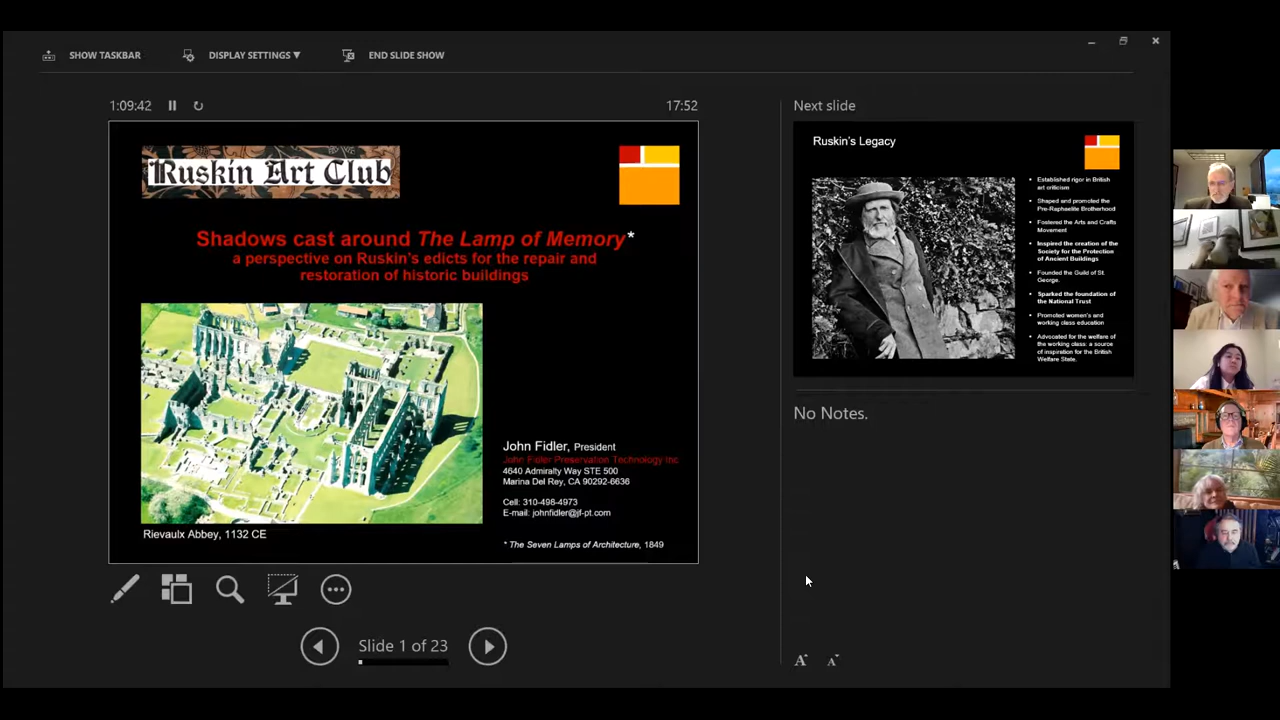 SHOW TASKBAR
DISPLAY SETTINGS ▼
END SLIDE SHOW
1:09:42
17:52
Ruskin Art Club
Shadows cast around The Lamp of Memory*
a perspective on Ruskin's edicts for the repair and
restoration of historic buildings
John Fidler, President
John Fidler Preservation Technology Inc
4640 Admiralty Way STE 500
Marina Del Rey, CA 90292-6636
Cell: 310-498-4973
E-mail: johnfidler@jf-pt.com
Rievaulx Abbey, 1132 CE
* The Seven Lamps of Architecture, 1849
Slide 1 of 23
Next slide
Ruskin's Legacy
• Established rigor in British
art criticism
• Shaped and promoted the
Pre-Raphaelite Brotherhood
• Fostered the Arts and Crafts
Movement
• Inspired the creation of the
Society for the Protection
of Ancient Buildings
• Founded the Guild of St.
George.
• Sparked the foundation of
the National Trust
• Promoted women's and
working class education
• Advocated for the welfare of
the working class: a source
of inspiration for the British
Welfare State.
No Notes.
A A